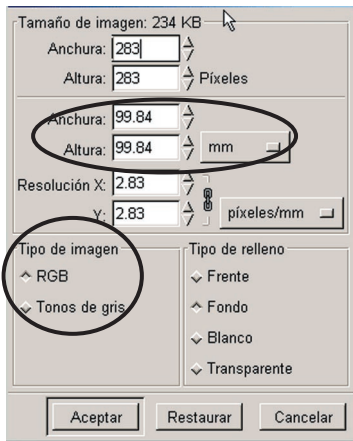 Tamaño de imagen: 234 KB
Anchura: 283
Altura: 283 Píxeles
Anchura: 99.84
Altura: 99.84 mm
Resolución X: 2.83
Y: 2.83 píxeles/mm
Tipo de imagen
RGB
Tonos de gris
Tipo de relleno
Frente
Fondo
Blanco
Transparente
Aceptar Restaurar Cancelar